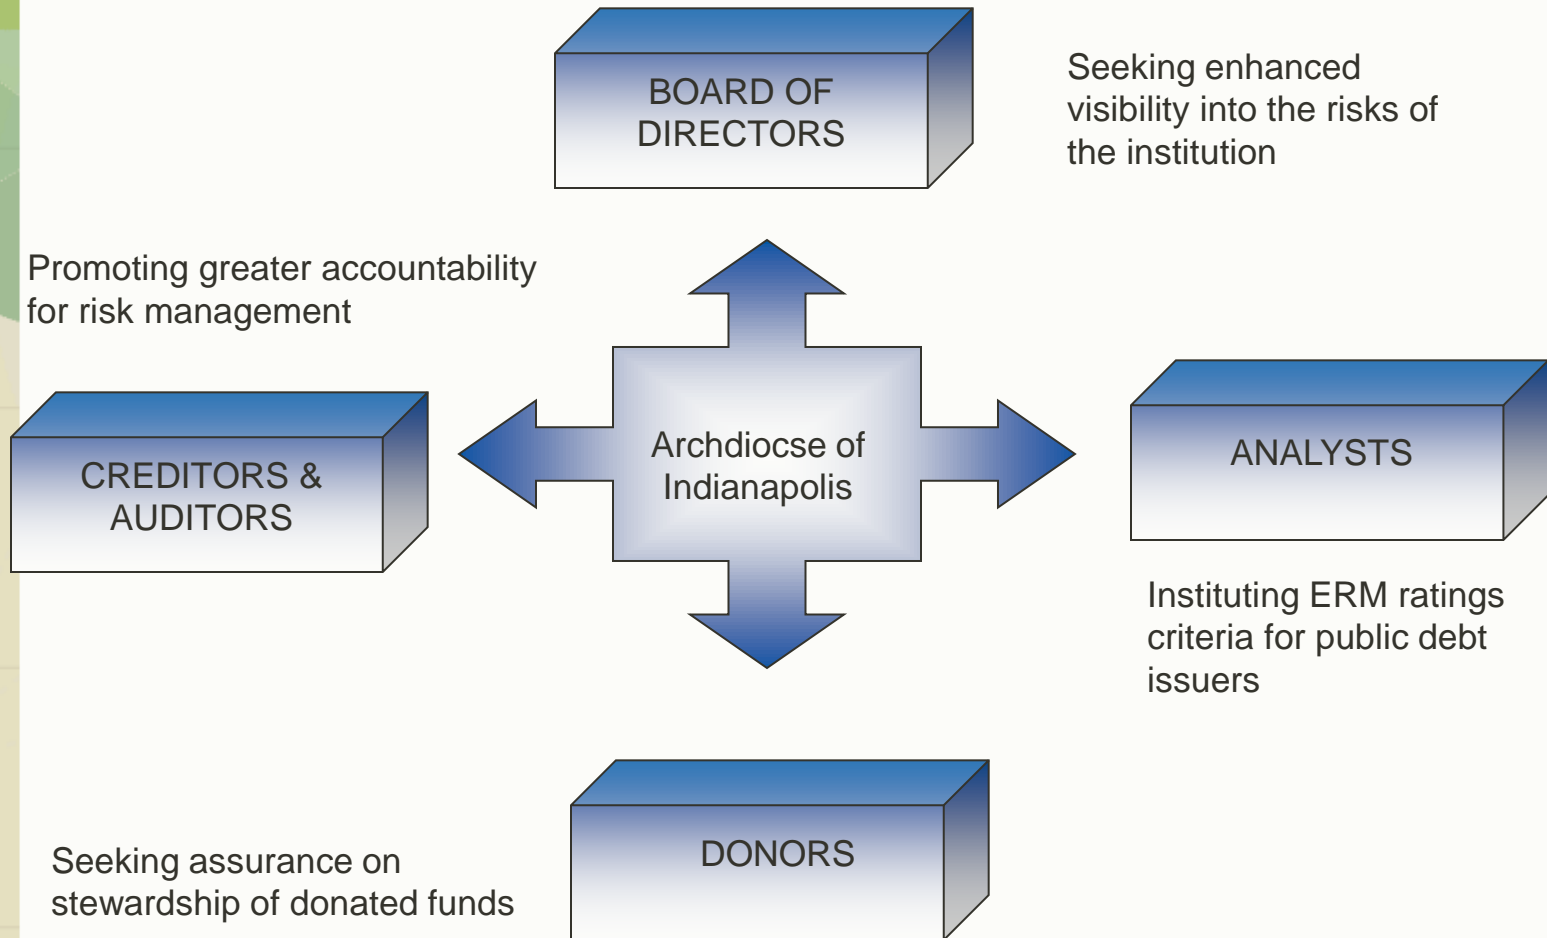 BOARD OF
DIRECTORS
Seeking enhanced
visibility into the risks of
the institution
Promoting greater accountability
for risk management
CREDITORS &
AUDITORS
Archdiocse of
Indianapolis
ANALYSTS
Instituting ERM ratings
criteria for public debt
issuers
DONORS
Seeking assurance on
stewardship of donated funds